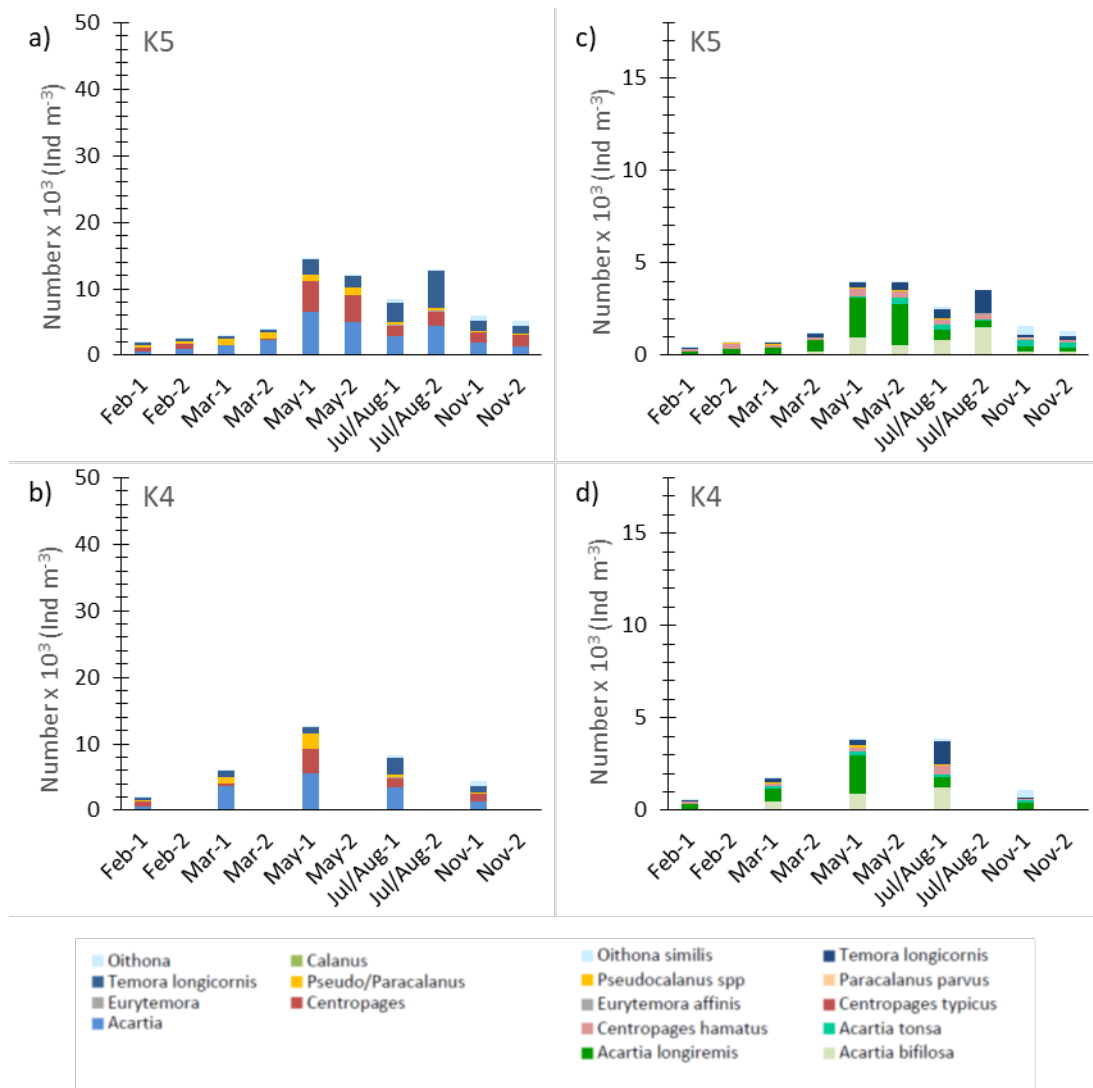 a)
K5
Number x 10³ (Ind m⁻³)
50
40
30
20
10
0
Feb-1
Feb-2
Mar-1
Mar-2
May-1
May-2
Jul/Aug-1
Jul/Aug-2
Nov-1
Nov-2
c)
K5
Number x 10³ (Ind m⁻³)
15
10
5
0
Feb-1
Feb-2
Mar-1
Mar-2
May-1
May-2
Jul/Aug-1
Jul/Aug-2
Nov-1
Nov-2
b)
K4
Number x 10³ (Ind m⁻³)
50
40
30
20
10
0
Feb-1
Feb-2
Mar-1
Mar-2
May-1
May-2
Jul/Aug-1
Jul/Aug-2
Nov-1
Nov-2
d)
K4
Number x 10³ (Ind m⁻³)
15
10
5
0
Feb-1
Feb-2
Mar-1
Mar-2
May-1
May-2
Jul/Aug-1
Jul/Aug-2
Nov-1
Nov-2
Oithona
Calanus
Temora longicornis
Pseudo/Paracalanus
Eurytemora
Centropages
Acartia
Oithona similis
Temora longicornis
Pseudocalanus spp
Paracalanus parvus
Eurytemora affinis
Centropages typicus
Centropages hamatus
Acartia tonsa
Acartia longiremis
Acartia bifilosa